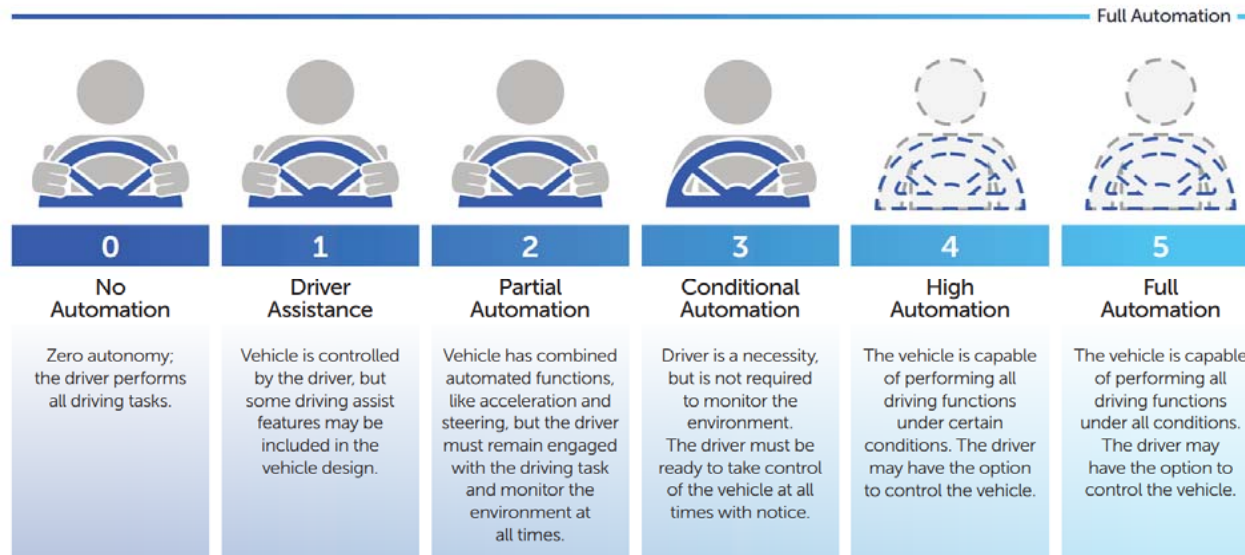 Full Automation
0
No
Automation
Zero autonomy;
the driver performs
all driving tasks.
1
Driver
Assistance
Vehicle is controlled
by the driver, but
some driving assist
features may be
included in the
vehicle design.
2
Partial
Automation
Vehicle has combined
automated functions,
like acceleration and
steering, but the driver
must remain engaged
with the driving task
and monitor the
environment at
all times.
3
Conditional
Automation
Driver is a necessity,
but is not required
to monitor the
environment.
The driver must be
ready to take control
of the vehicle at all
times with notice.
4
High
Automation
The vehicle is capable
of performing all
driving functions
under certain
conditions. The driver
may have the option
to control the vehicle.
5
Full
Automation
The vehicle is capable
of performing all
driving functions
under all conditions.
The driver may
have the option to
control the vehicle.